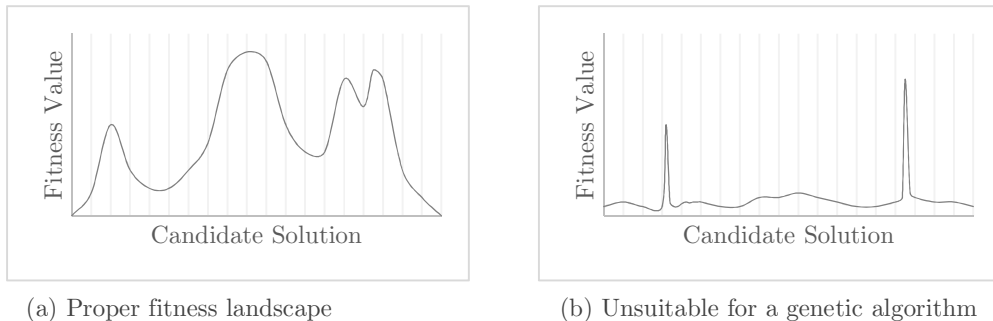 Fitness Value
Candidate Solution
(a) Proper fitness landscape
Fitness Value
Candidate Solution
(b) Unsuitable for a genetic algorithm